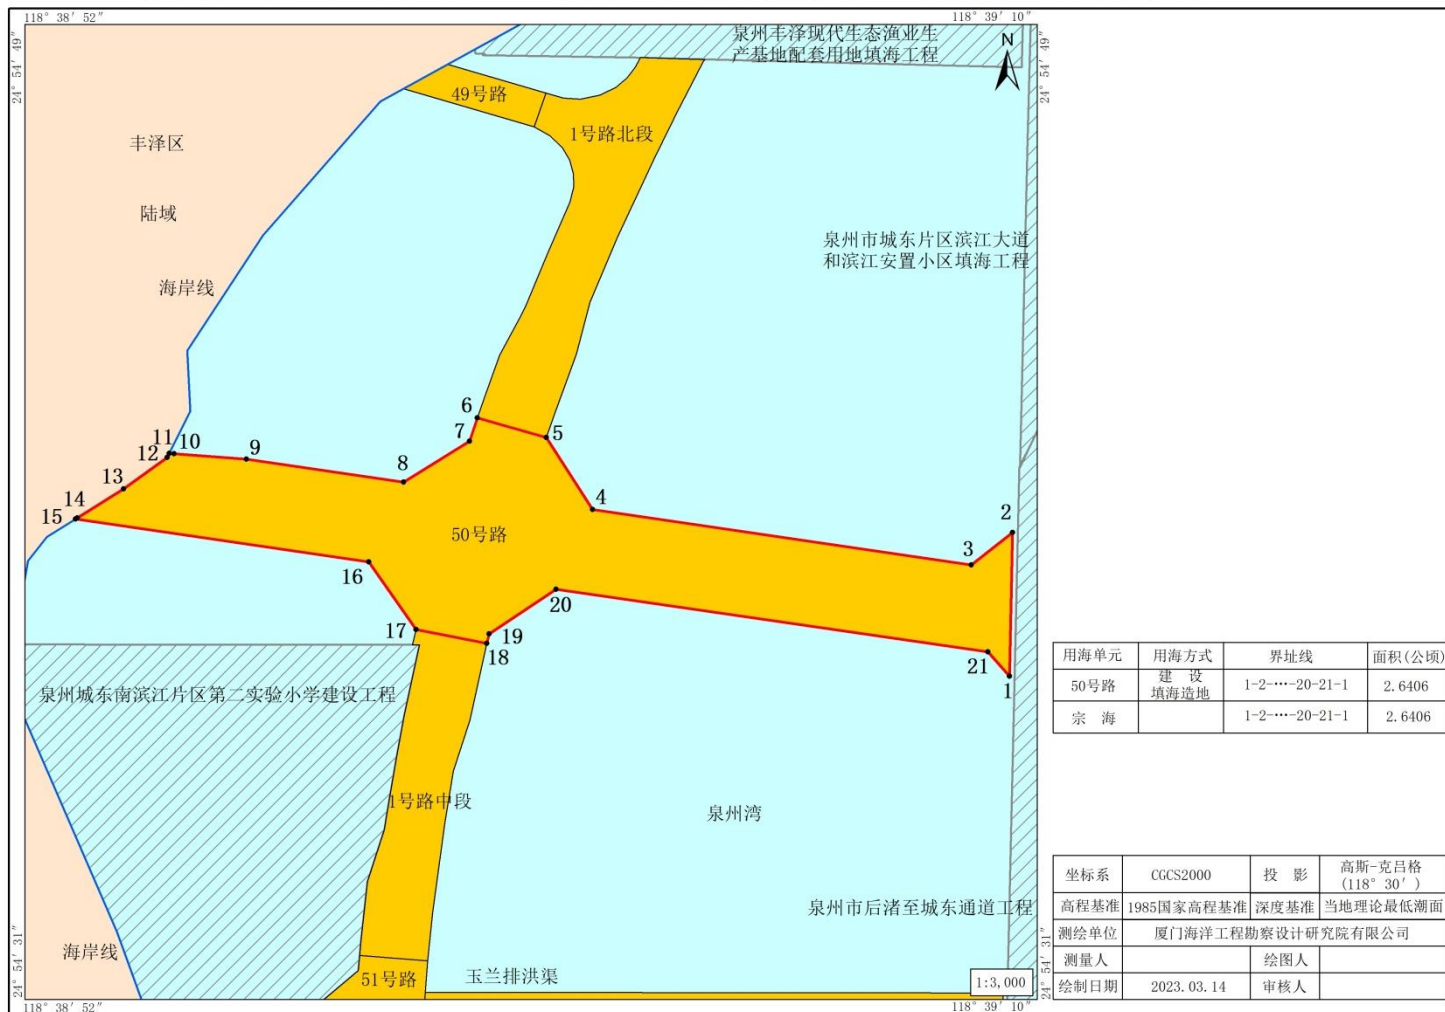 118° 38′ 52″
118° 39′ 10″
24° 54′ 49″
24° 54′ 49″
泉州丰泽现代生态渔业生
产基地配套用地填海工程
N
49号路
1号路北段
丰泽区
陆域
海岸线
泉州市城东片区滨江大道
和滨江安置小区填海工程
6
5
7
11
10
9
12
8
13
4
14
15
2
50号路
3
16
20
17
19
18
21
1
用海单元 用海方式 界址线 面积(公顷)
50号路 建 设
填海造地 1-2-…-20-21-1 2.6406
宗 海 1-2-…-20-21-1 2.6406
泉州城东南滨江片区第二实验小学建设工程
1号路中段
泉州湾
坐标系 CGCS2000 投 影 高斯-克吕格
(118° 30′ )
高程基准 1985国家高程基准 深度基准 当地理论最低潮面
泉州市后渚至城东通道工程
测绘单位 厦门海洋工程勘察设计研究院有限公司
测量人 绘图人
绘制日期 2023.03.14 审核人
海岸线
51号路
玉兰排洪渠
1:3,000
24° 54′ 31″
24° 54′ 31″
118° 38′ 52″
118° 39′ 10″